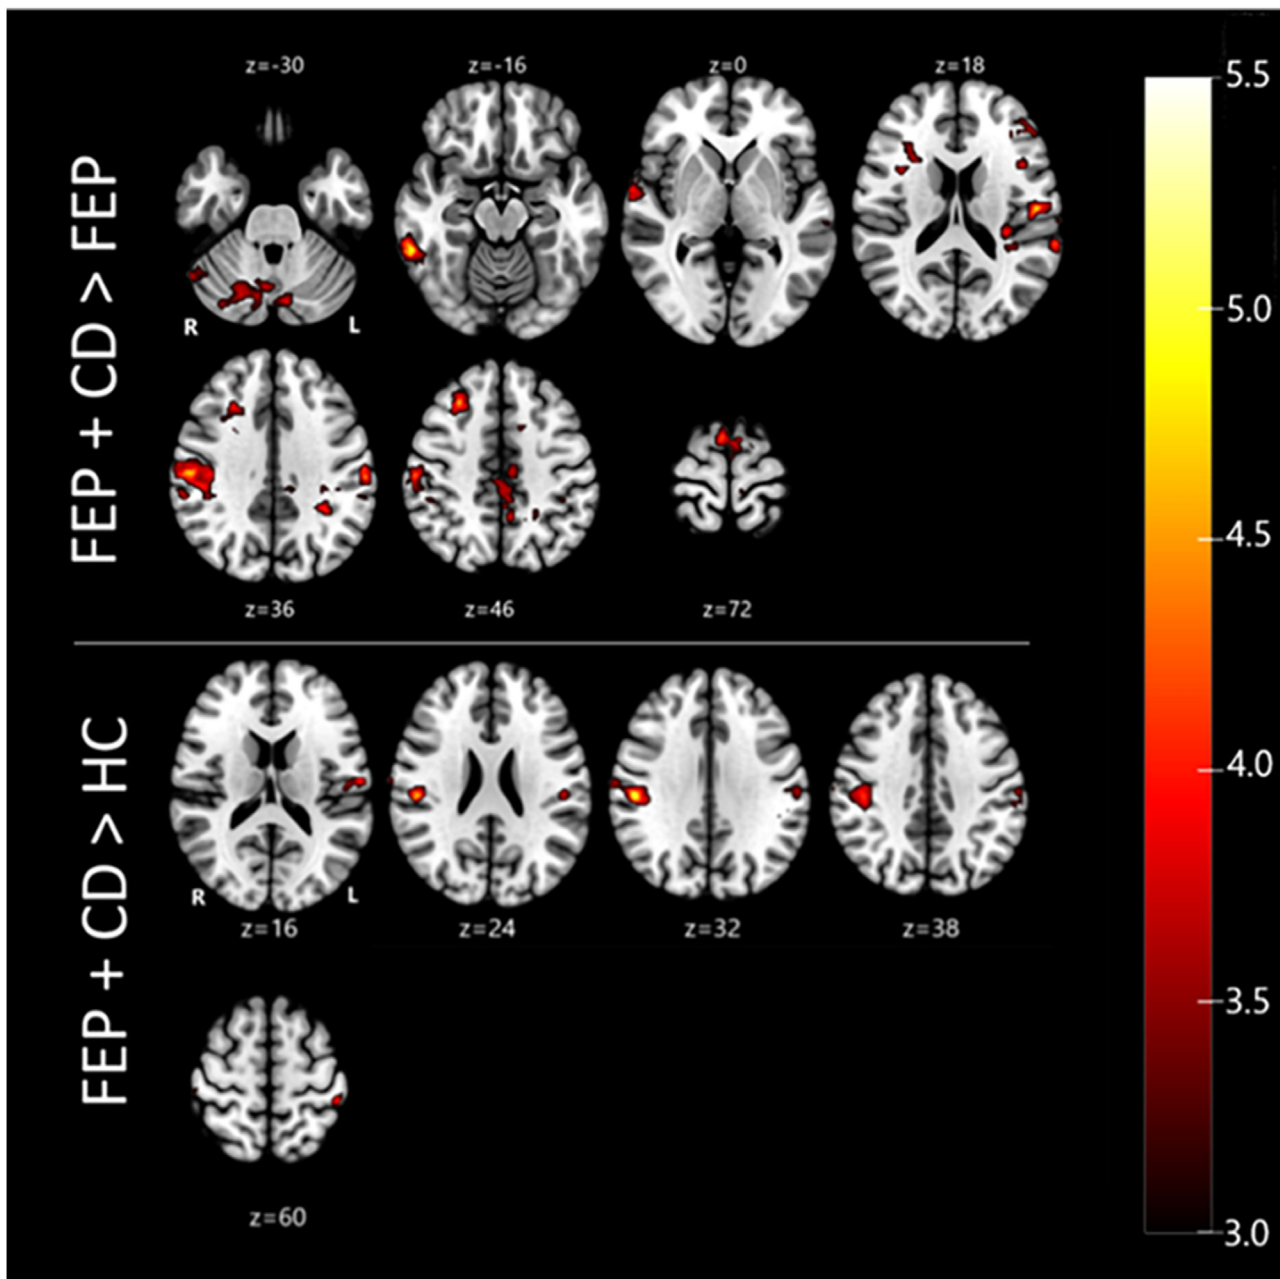 z=-30
z=-16
z=0
z=18
FEP + CD > FEP
R
L
z=36
z=46
z=72
FEP + CD > HC
R
L
z=16
z=24
z=32
z=38
z=60
5.5
5.0
4.5
4.0
3.5
3.0